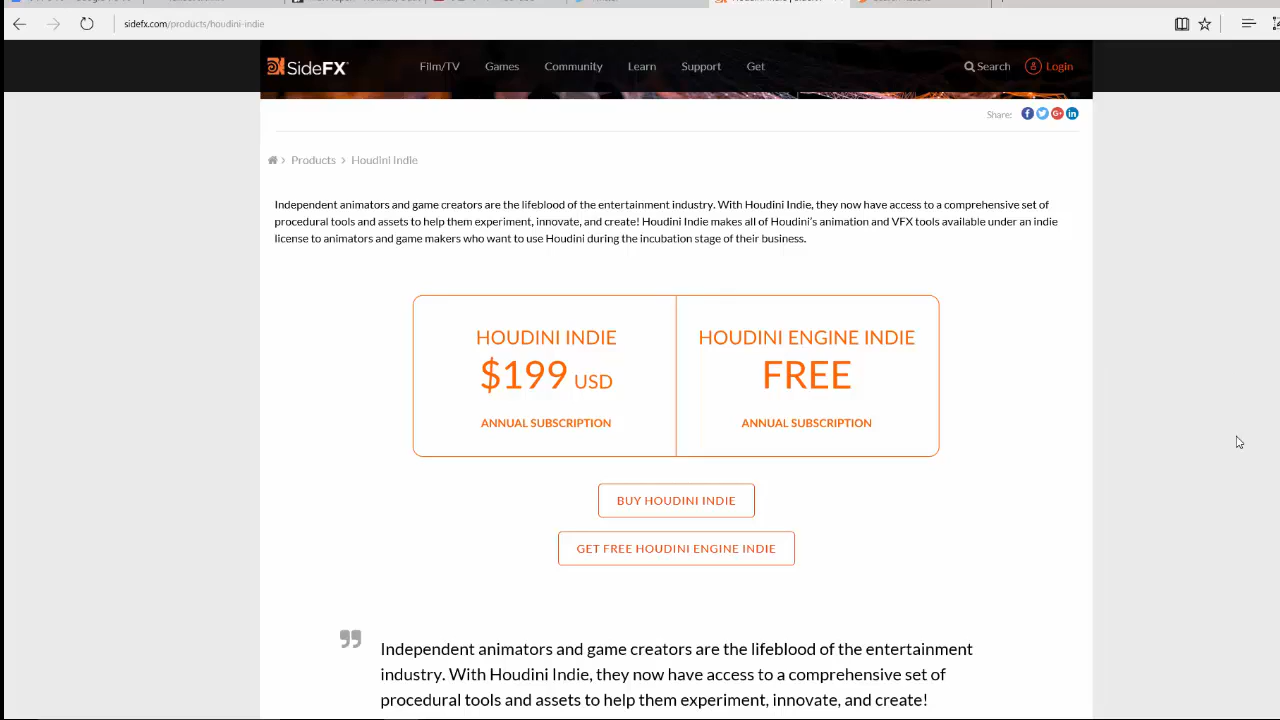 sidefx.com/products/houdini-indie
SideFX
Film/TV Games Community Learn Support Get Search Login
Share:
Products Houdini Indie
Independent animators and game creators are the lifeblood of the entertainment industry. With Houdini Indie, they now have access to a comprehensive set of
procedural tools and assets to help them experiment, innovate, and create! Houdini Indie makes all of Houdini's animation and VFX tools available under an indie
license to animators and game makers who want to use Houdini during the incubation stage of their business.
HOUDINI INDIE
$199 USD
ANNUAL SUBSCRIPTION
HOUDINI ENGINE INDIE
FREE
ANNUAL SUBSCRIPTION
BUY HOUDINI INDIE
GET FREE HOUDINI ENGINE INDIE
Independent animators and game creators are the lifeblood of the entertainment
industry. With Houdini Indie, they now have access to a comprehensive set of
procedural tools and assets to help them experiment, innovate, and create!